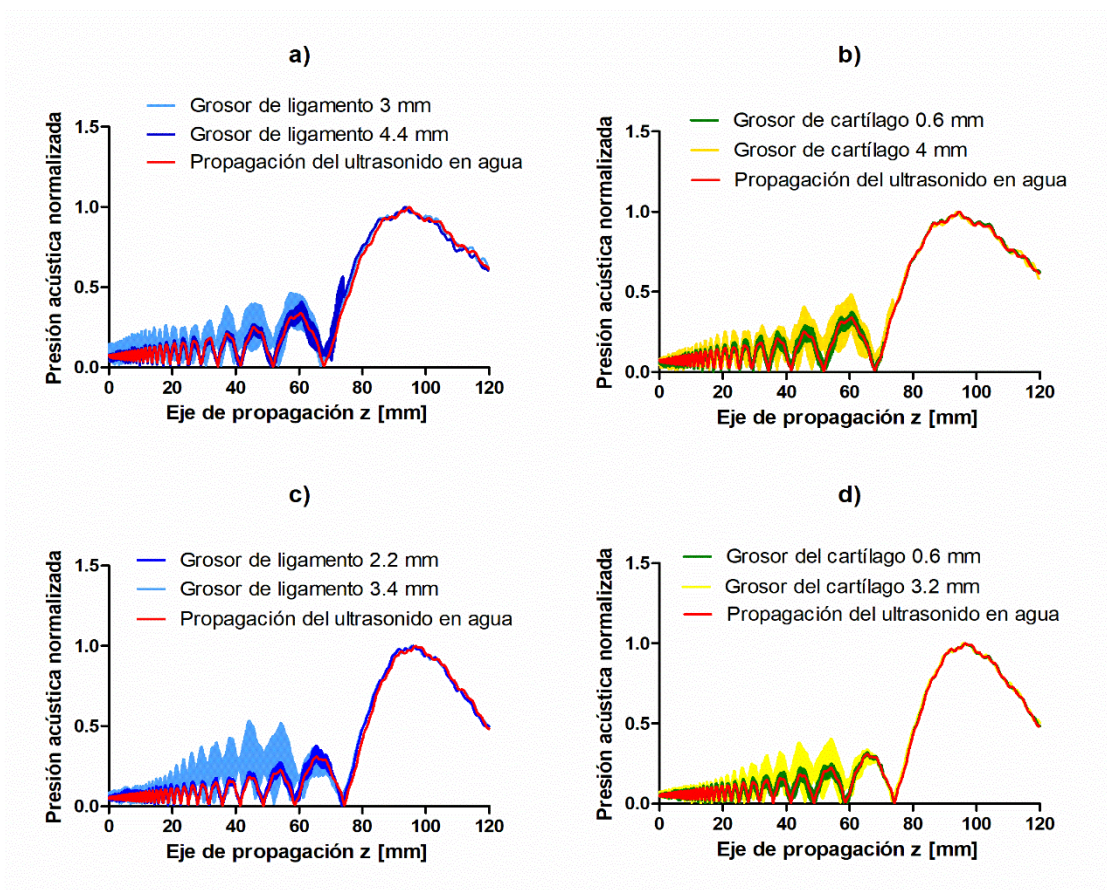 a)
Grosor de ligamento 3 mm
Grosor de ligamento 4.4 mm
Propagación del ultrasonido en agua
Presión acústica normalizada
1.5
1.0
0.5
0.0
0 20 40 60 80 100 120
Eje de propagación z [mm]
b)
Grosor de cartílago 0.6 mm
Grosor de cartílago 4 mm
Propagación del ultrasonido en agua
Presión acústica normalizada
1.5
1.0
0.5
0.0
0 20 40 60 80 100 120
Eje de propagación z [mm]
c)
Grosor de ligamento 2.2 mm
Grosor de ligamento 3.4 mm
Propagación del ultrasonido en agua
Presión acústica normalizada
1.5
1.0
0.5
0.0
0 20 40 60 80 100 120
Eje de propagación z [mm]
d)
Grosor del cartílago 0.6 mm
Grosor del cartílago 3.2 mm
Propagación del ultrasonido en agua
Presión acústica normalizada
1.5
1.0
0.5
0.0
0 20 40 60 80 100 120
Eje de propagación z [mm]